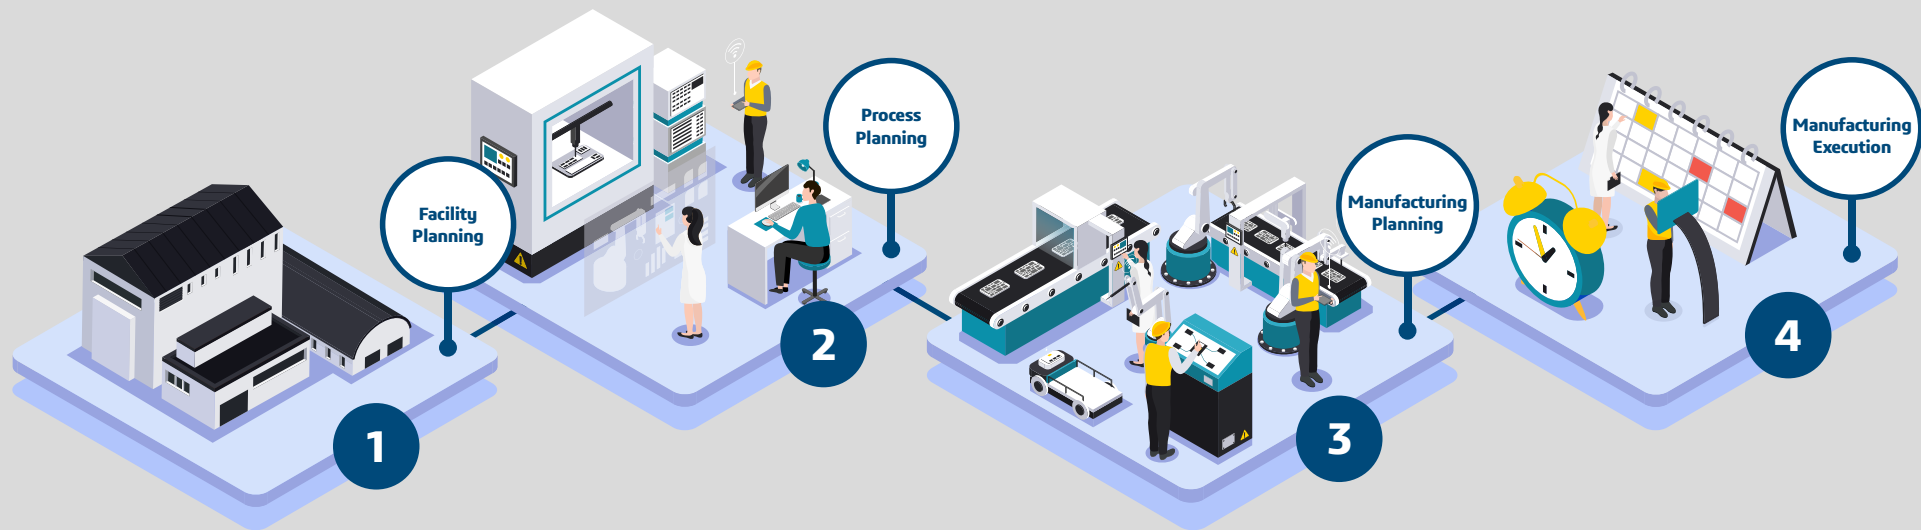 Facility
Planning
1
Process
Planning
2
Manufacturing
Planning
3
Manufacturing
Execution
4